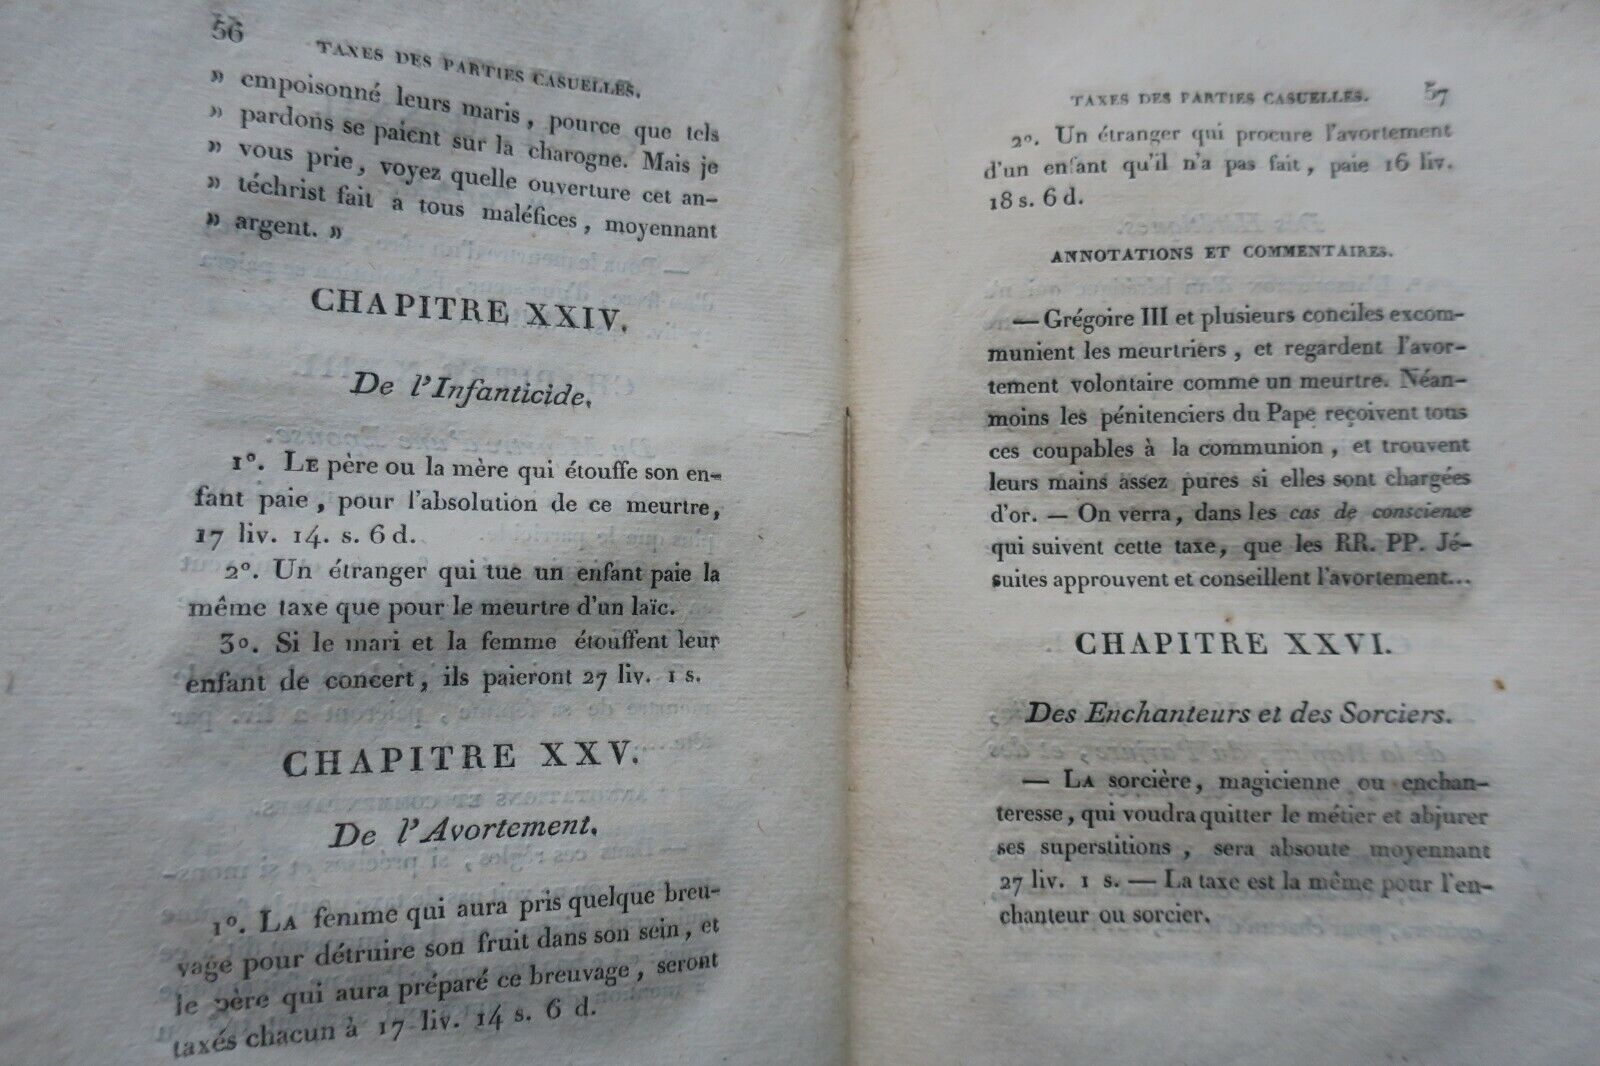 56
TAXES DES PARTIES CASUELLES.
» empoisonné leurs maris, pource que tels
» pardons se paient sur la charogne. Mais je
» vous prie, voyez quelle ouverture cet an-
» téchrist fait a tous maléfices, moyennant
» argent. »
CHAPITRE XXIV.
De l'Infanticide.
1°. LE père ou la mère qui étouffe son en-
fant paie, pour l'absolution de ce meurtre,
17 liv. 14. s. 6 d.
2°. Un étranger qui tue un enfant paie la
même taxe que pour le meurtre d'un laïc.
3o. Si le mari et la femme étouffent leur
enfant de concert, ils paieront 27 liv. 1 s.
CHAPITRE XXV.
De l'Avortement.
1°. LA femme qui aura pris quelque breu-
vage pour détruire son fruit dans son sein, et
le père qui aura préparé ce breuvage, seront
taxés chacun à 17 liv. 14 s. 6 d.
TAXES DES PARTIES CASUELLES. 57
2°. Un étranger qui procure l'avortement
d'un enfant qu'il n'a pas fait, paie 16 liv.
18 s. 6 d.
ANNOTATIONS ET COMMENTAIRES.
— Grégoire III et plusieurs conciles excom-
munient les meurtriers, et regardent l'avor-
tement volontaire comme un meurtre. Néan-
moins les pénitenciers du Pape reçoivent tous
ces coupables à la communion, et trouvent
leurs mains assez pures si elles sont chargées
d'or. — On verra, dans les cas de conscience
qui suivent cette taxe, que les RR. PP. Jé-
suites approuvent et conseillent l'avortement...
CHAPITRE XXVI.
Des Enchanteurs et des Sorciers.
— LA sorcière, magicienne ou enchan-
teresse, qui voudra quitter le métier et abjurer
ses superstitions, sera absoute moyennant
27 liv. 1 s. — La taxe est la même pour l'en-
chanteur ou sorcier.